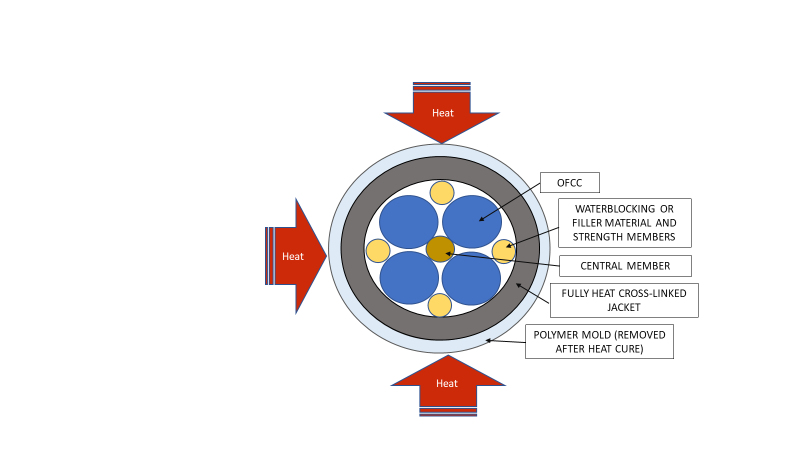 Heat
OFCC
WATERBLOCKING OR
FILLER MATERIAL AND
STRENGTH MEMBERS
Heat
CENTRAL MEMBER
FULLY HEAT CROSS-LINKED
JACKET
POLYMER MOLD (REMOVED
AFTER HEAT CURE)
Heat